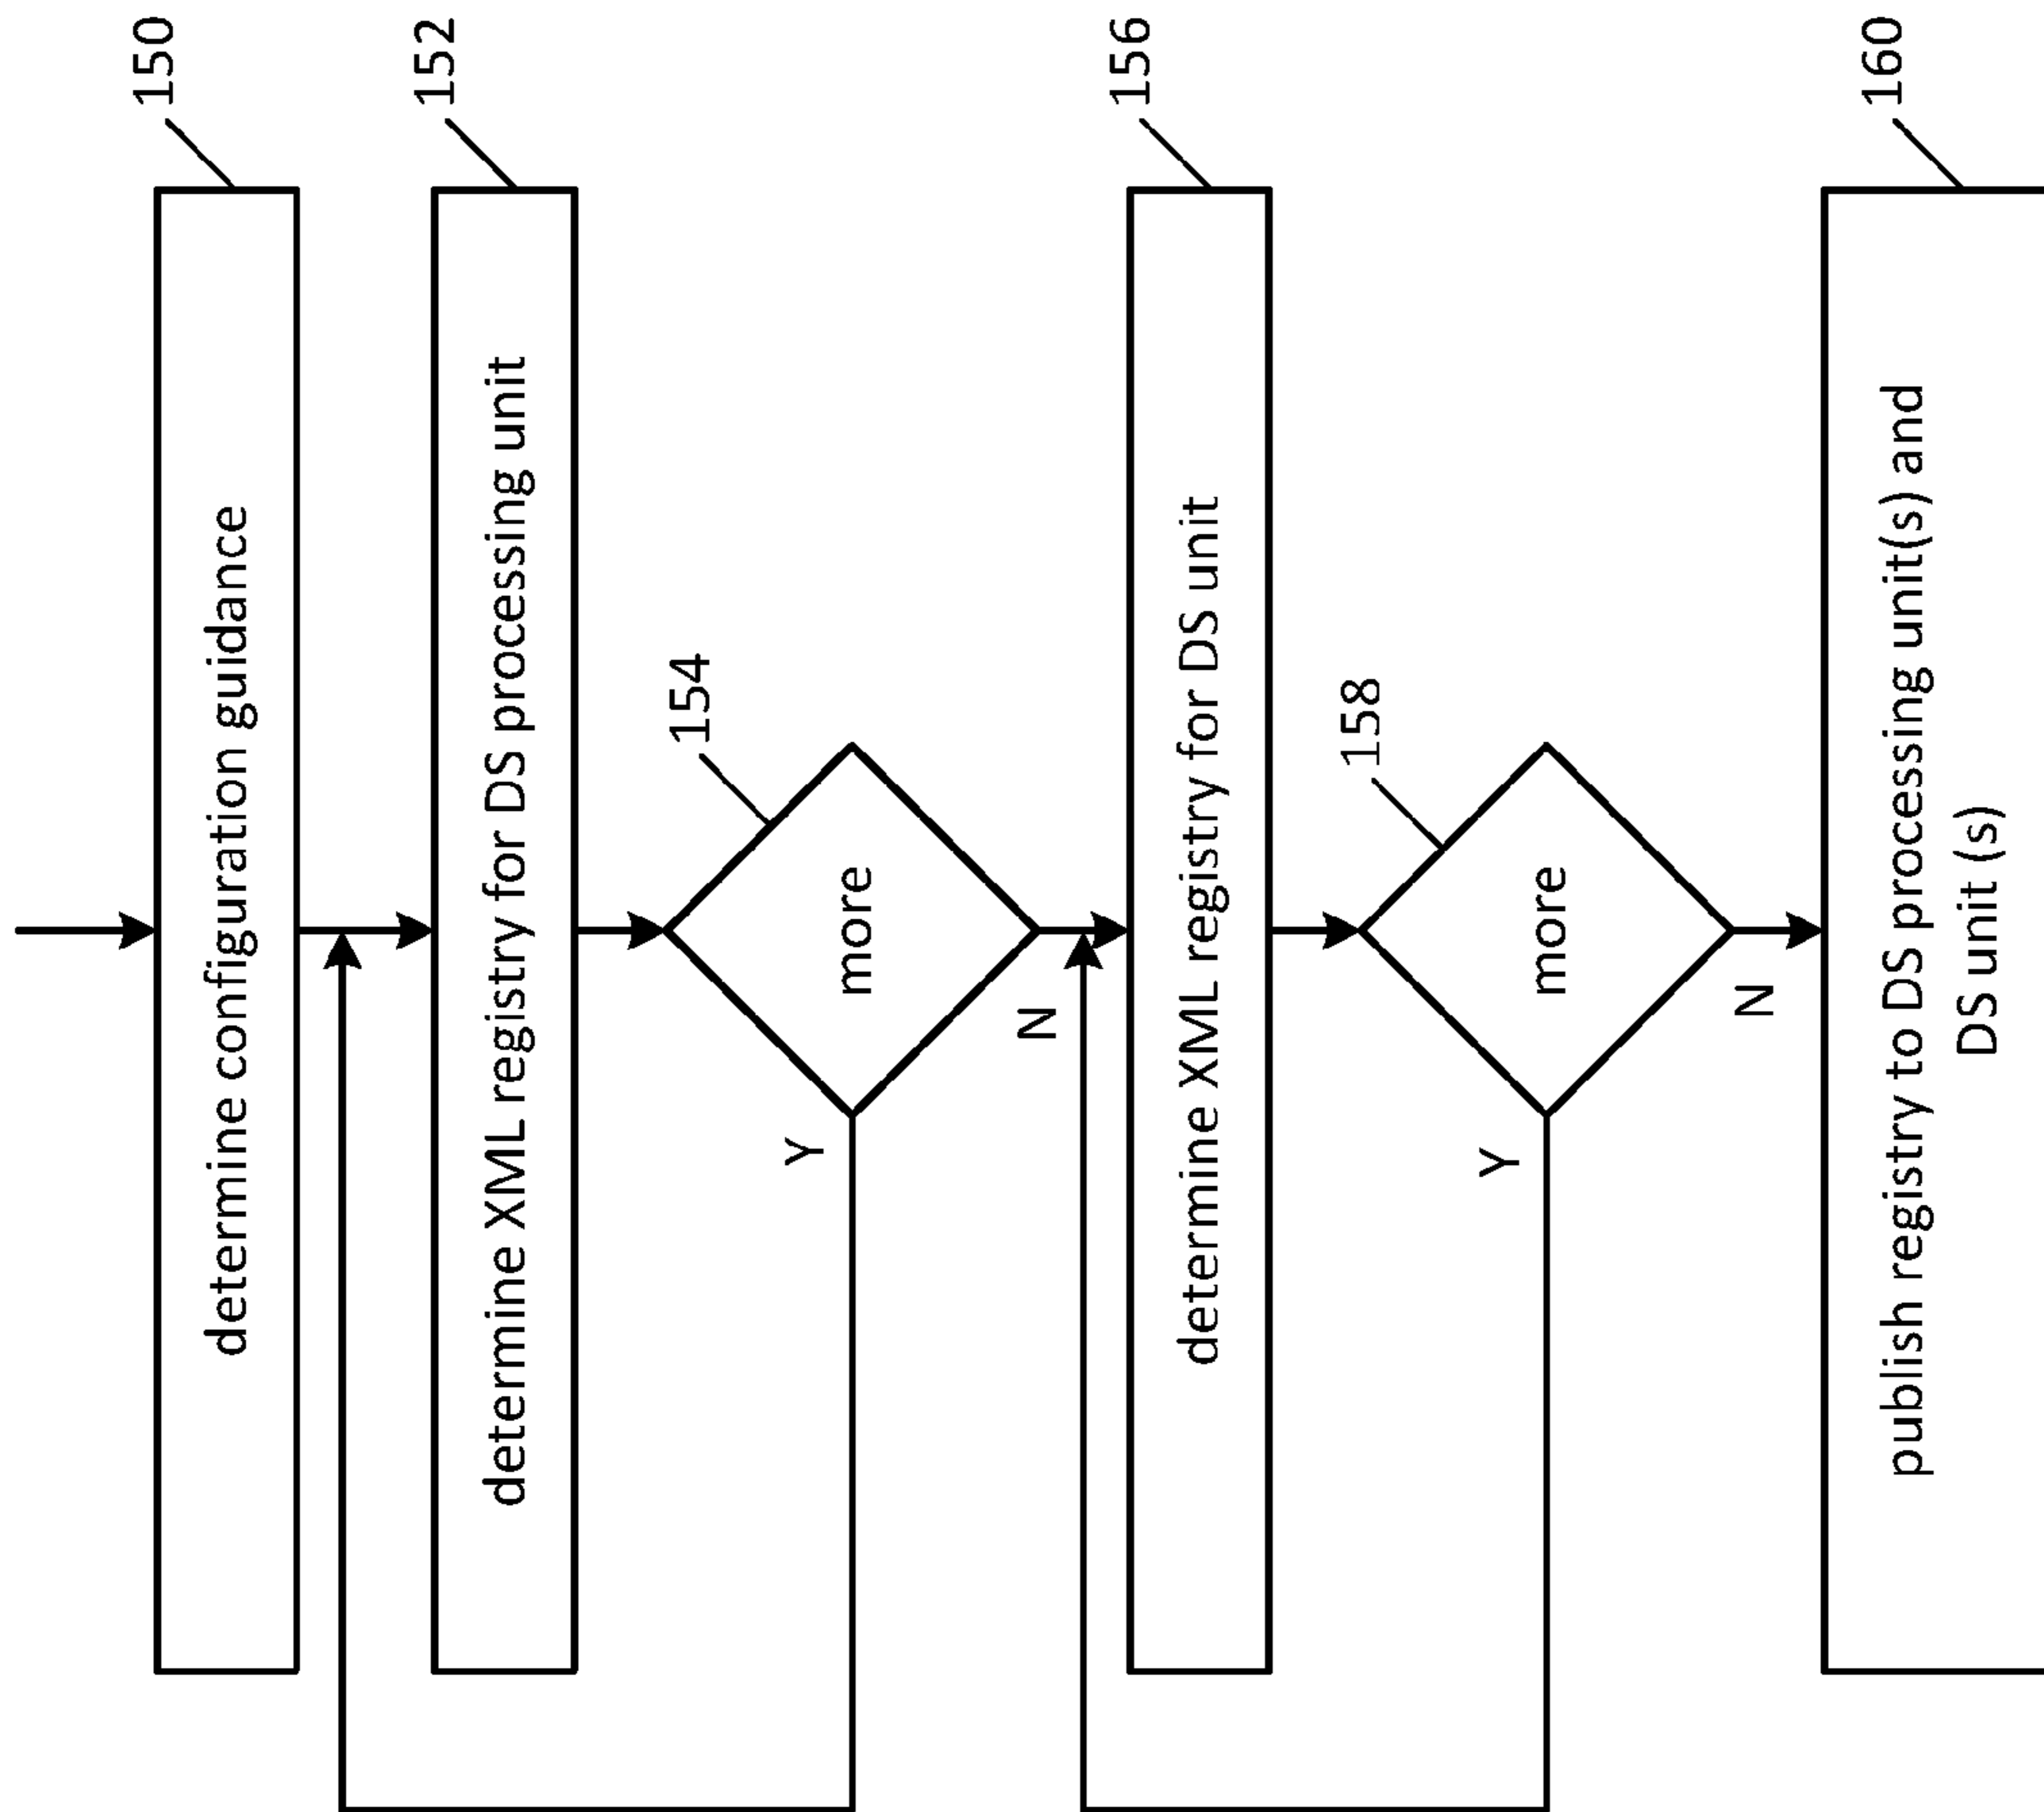 150
determine configuration guidance
152
determine XML registry for DS processing unit
154
more
Y
N
156
determine XML registry for DS unit
158
more
Y
N
160
publish registry to DS processing unit(s) and
DS unit (s)